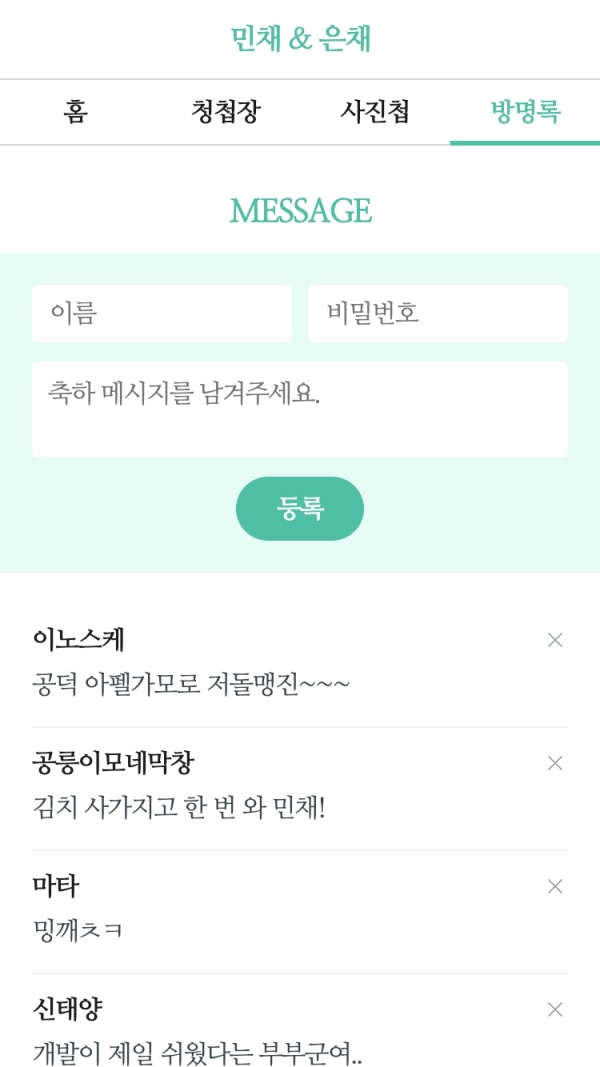 민채 & 은채
홈 청첩장 사진첩 방명록
MESSAGE
이름 비밀번호
축하 메시지를 남겨주세요.
등록
이노스케
공덕 아펠가모로 저돌맹진~~~
공릉이모네막창
김치 사가지고 한 번 와 민채!
마타
밍깨츠ㅋ
신태양
개발이 제일 쉬웠다는 부부군여..